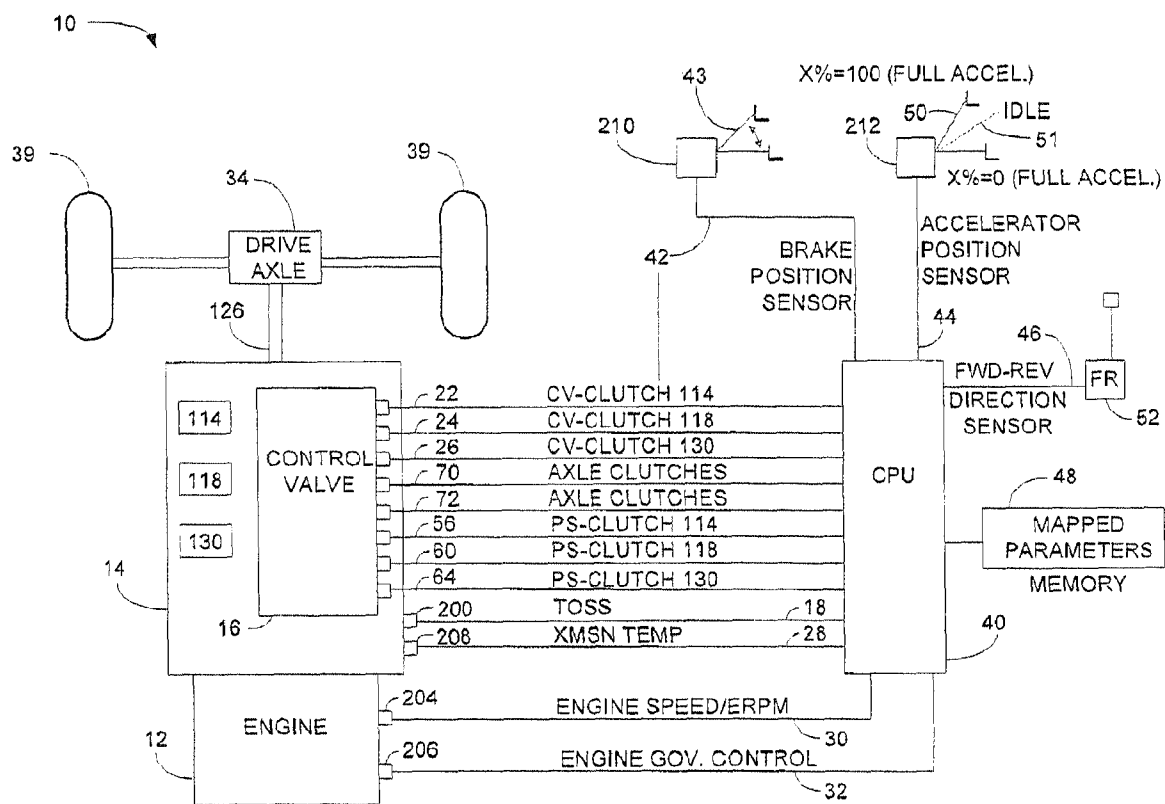 10
43
X%=100 (FULL ACCEL.)
50
IDLE
51
210
212
X%=0 (FULL ACCEL.)
39
34
39
DRIVE
AXLE
126
42
BRAKE
POSITION
SENSOR
ACCELERATOR
POSITION
SENSOR
44
46
FWD-REV
DIRECTION
SENSOR
FR
52
114
118
130
CONTROL
VALVE
22 CV-CLUTCH 114
24 CV-CLUTCH 118
26 CV-CLUTCH 130
70 AXLE CLUTCHES
72 AXLE CLUTCHES
56 PS-CLUTCH 114
60 PS-CLUTCH 118
64 PS-CLUTCH 130
200 TOSS 18
208 XMSN TEMP 28
CPU
48
MAPPED
PARAMETERS
MEMORY
14
16
40
ENGINE
12
204 ENGINE SPEED/ERPM
30
206 ENGINE GOV. CONTROL
32